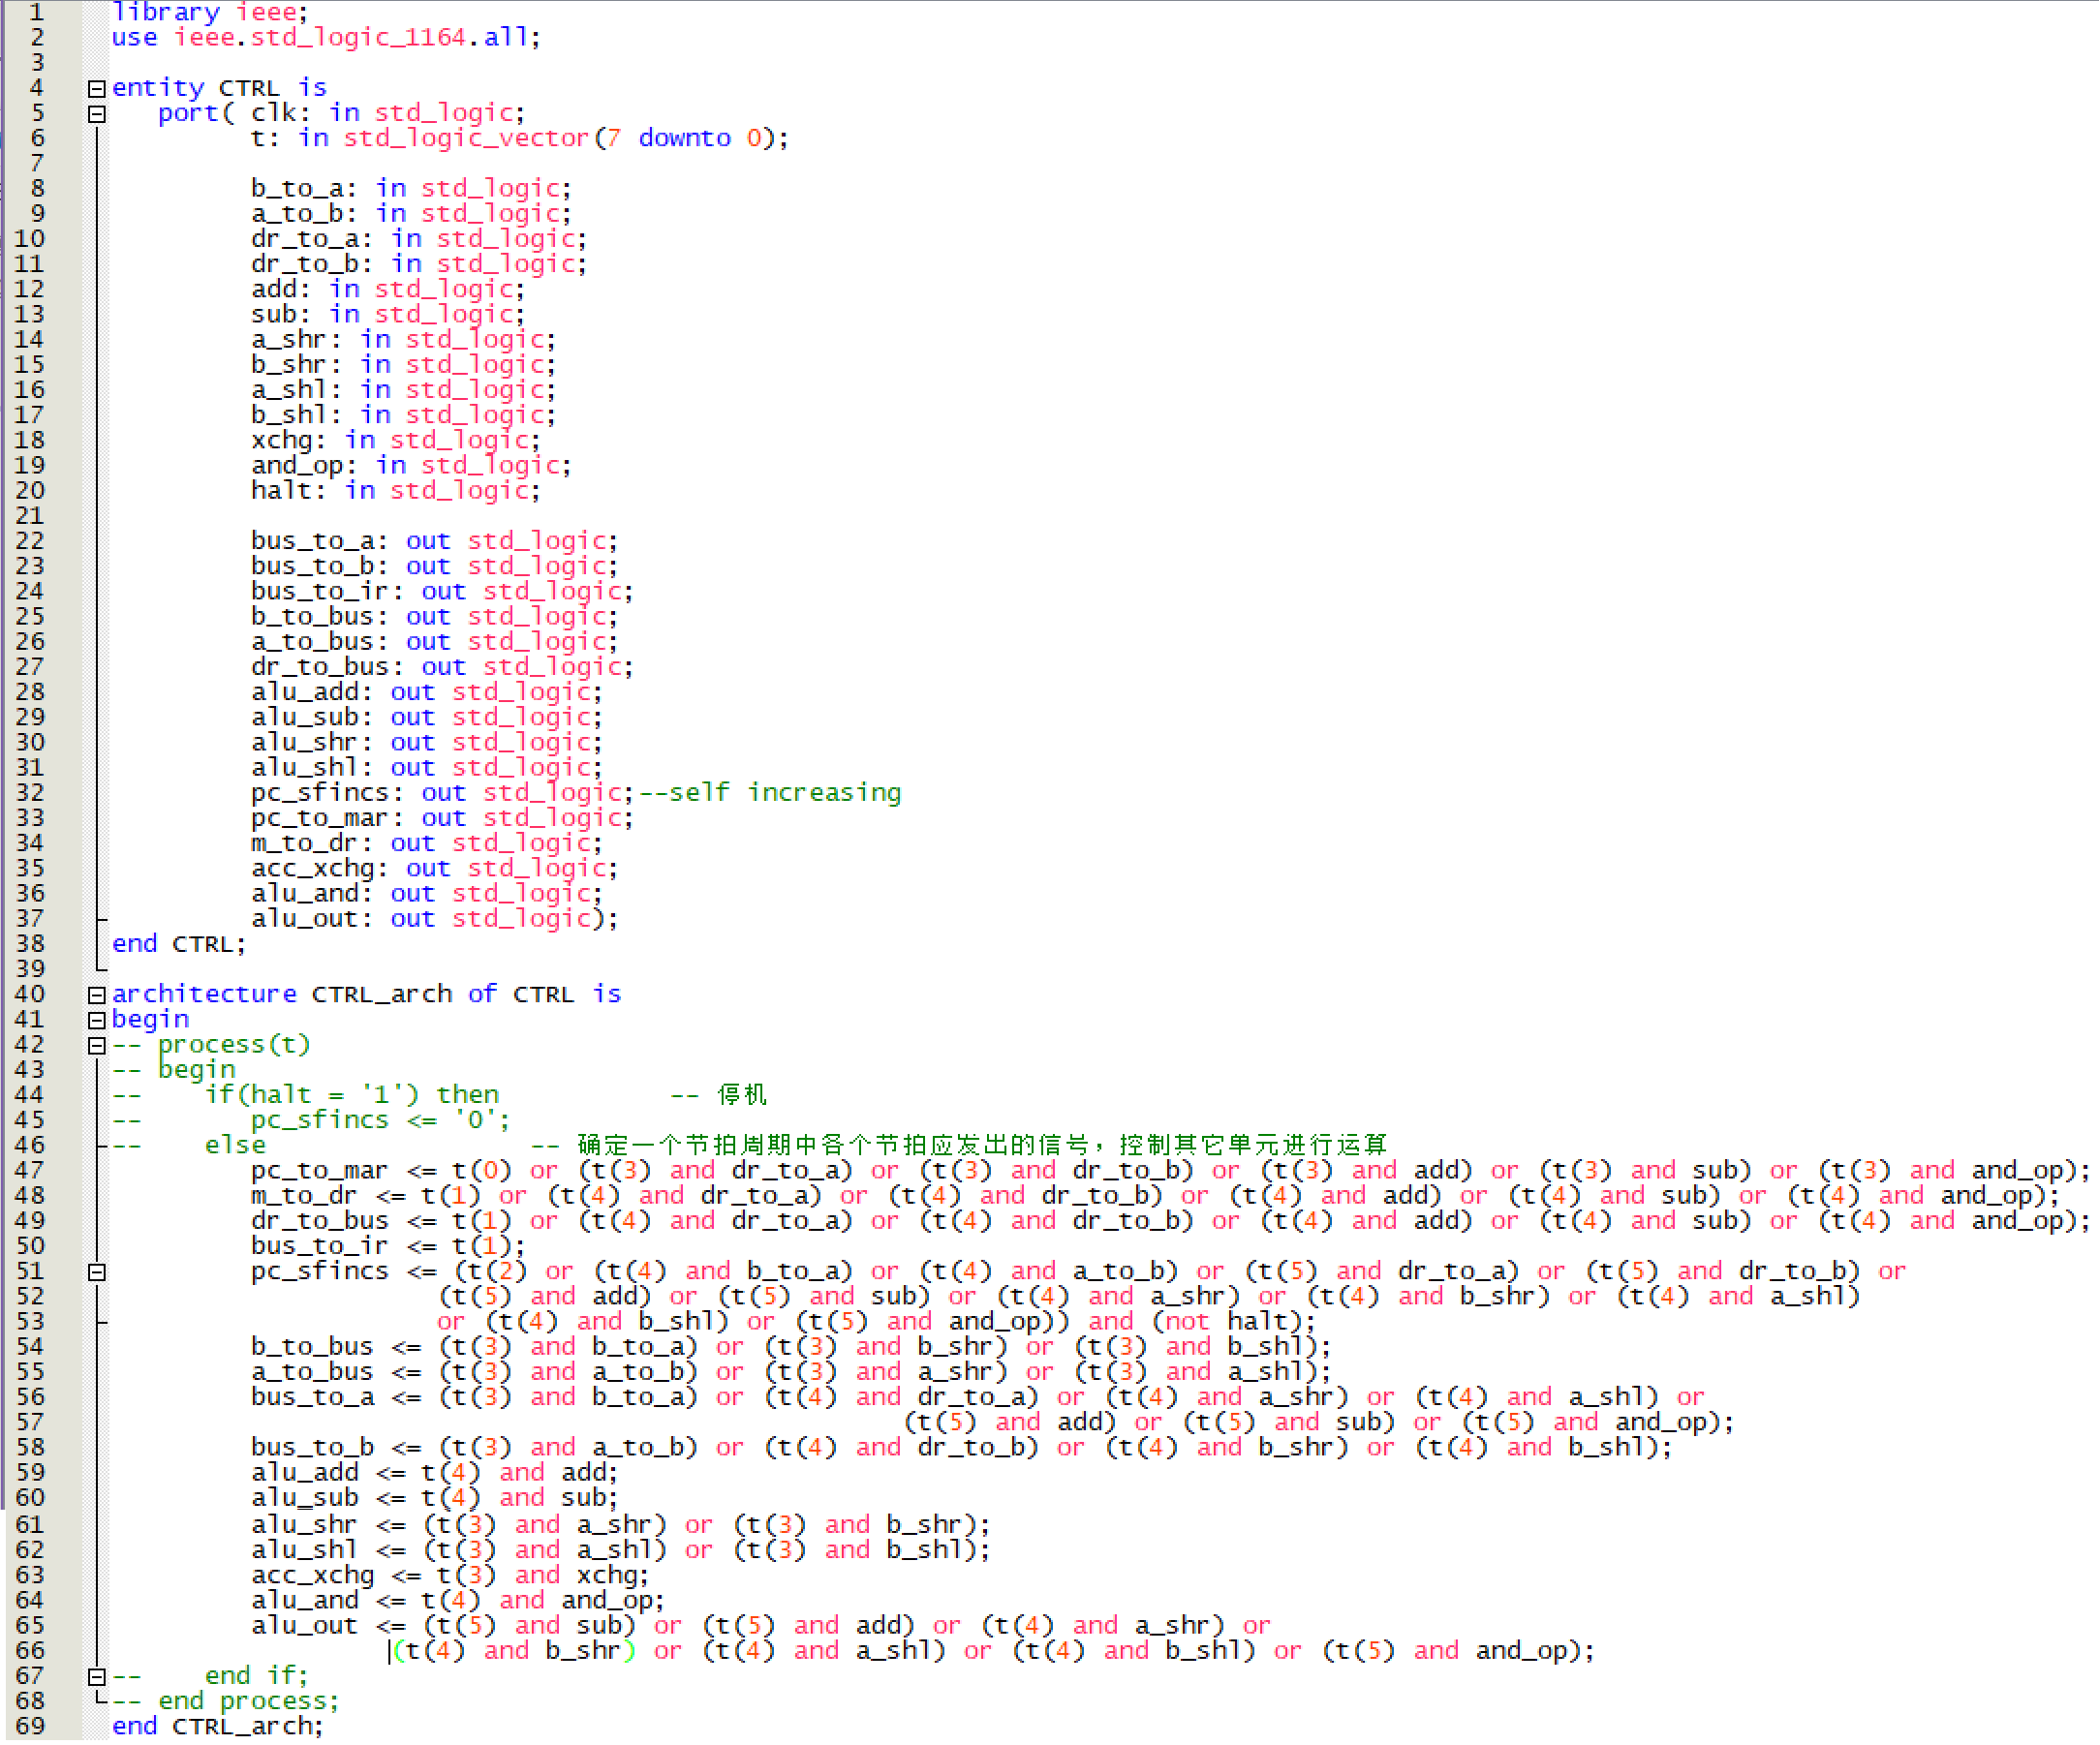 1 library ieee;
2 use ieee.std_logic_1164.all;
3
4 entity CTRL is
5 port( clk: in std_logic;
6 t: in std_logic_vector(7 downto 0);
7
8 b_to_a: in std_logic;
9 a_to_b: in std_logic;
10 dr_to_a: in std_logic;
11 dr_to_b: in std_logic;
12 add: in std_logic;
13 sub: in std_logic;
14 a_shr: in std_logic;
15 b_shr: in std_logic;
16 a_shl: in std_logic;
17 b_shl: in std_logic;
18 xchg: in std_logic;
19 and_op: in std_logic;
20 halt: in std_logic;
21
22 bus_to_a: out std_logic;
23 bus_to_b: out std_logic;
24 bus_to_ir: out std_logic;
25 b_to_bus: out std_logic;
26 a_to_bus: out std_logic;
27 dr_to_bus: out std_logic;
28 alu_add: out std_logic;
29 alu_sub: out std_logic;
30 alu_shr: out std_logic;
31 alu_shl: out std_logic;
32 pc_sfincs: out std_logic;--self increasing
33 pc_to_mar: out std_logic;
34 m_to_dr: out std_logic;
35 acc_xchg: out std_logic;
36 alu_and: out std_logic;
37 alu_out: out std_logic);
38 end CTRL;
39
40 architecture CTRL_arch of CTRL is
41 begin
42 -- process(t)
43 -- begin
44 -- if(halt = '1') then -- 停机
45 -- pc_sfincs <= '0';
46 -- else -- 确定一个节拍周期中各个节拍应发出的信号，控制其它单元进行运算
47 pc_to_mar <= t(0) or (t(3) and dr_to_a) or (t(3) and dr_to_b) or (t(3) and add) or (t(3) and sub) or (t(3) and and_op);
48 m_to_dr <= t(1) or (t(4) and dr_to_a) or (t(4) and dr_to_b) or (t(4) and add) or (t(4) and sub) or (t(4) and and_op);
49 dr_to_bus <= t(1) or (t(4) and dr_to_a) or (t(4) and dr_to_b) or (t(4) and add) or (t(4) and sub) or (t(4) and and_op);
50 bus_to_ir <= t(1);
51 pc_sfincs <= (t(2) or (t(4) and b_to_a) or (t(4) and a_to_b) or (t(5) and dr_to_a) or (t(5) and dr_to_b) or
52 (t(5) and add) or (t(5) and sub) or (t(4) and a_shr) or (t(4) and b_shr) or (t(4) and a_shl)
53 or (t(4) and b_shl) or (t(5) and and_op)) and (not halt);
54 b_to_bus <= (t(3) and b_to_a) or (t(3) and b_shr) or (t(3) and b_shl);
55 a_to_bus <= (t(3) and a_to_b) or (t(3) and a_shr) or (t(3) and a_shl);
56 bus_to_a <= (t(3) and b_to_a) or (t(4) and dr_to_a) or (t(4) and a_shr) or (t(4) and a_shl) or
57 (t(5) and add) or (t(5) and sub) or (t(5) and and_op);
58 bus_to_b <= (t(3) and a_to_b) or (t(4) and dr_to_b) or (t(4) and b_shr) or (t(4) and b_shl);
59 alu_add <= t(4) and add;
60 alu_sub <= t(4) and sub;
61 alu_shr <= (t(3) and a_shr) or (t(3) and b_shr);
62 alu_shl <= (t(3) and a_shl) or (t(3) and b_shl);
63 acc_xchg <= t(3) and xchg;
64 alu_and <= t(4) and and_op;
65 alu_out <= (t(5) and sub) or (t(5) and add) or (t(4) and a_shr) or
66 (t(4) and b_shr) or (t(4) and a_shl) or (t(4) and b_shl) or (t(5) and and_op);
67 -- end if;
68 -- end process;
69 end CTRL_arch;